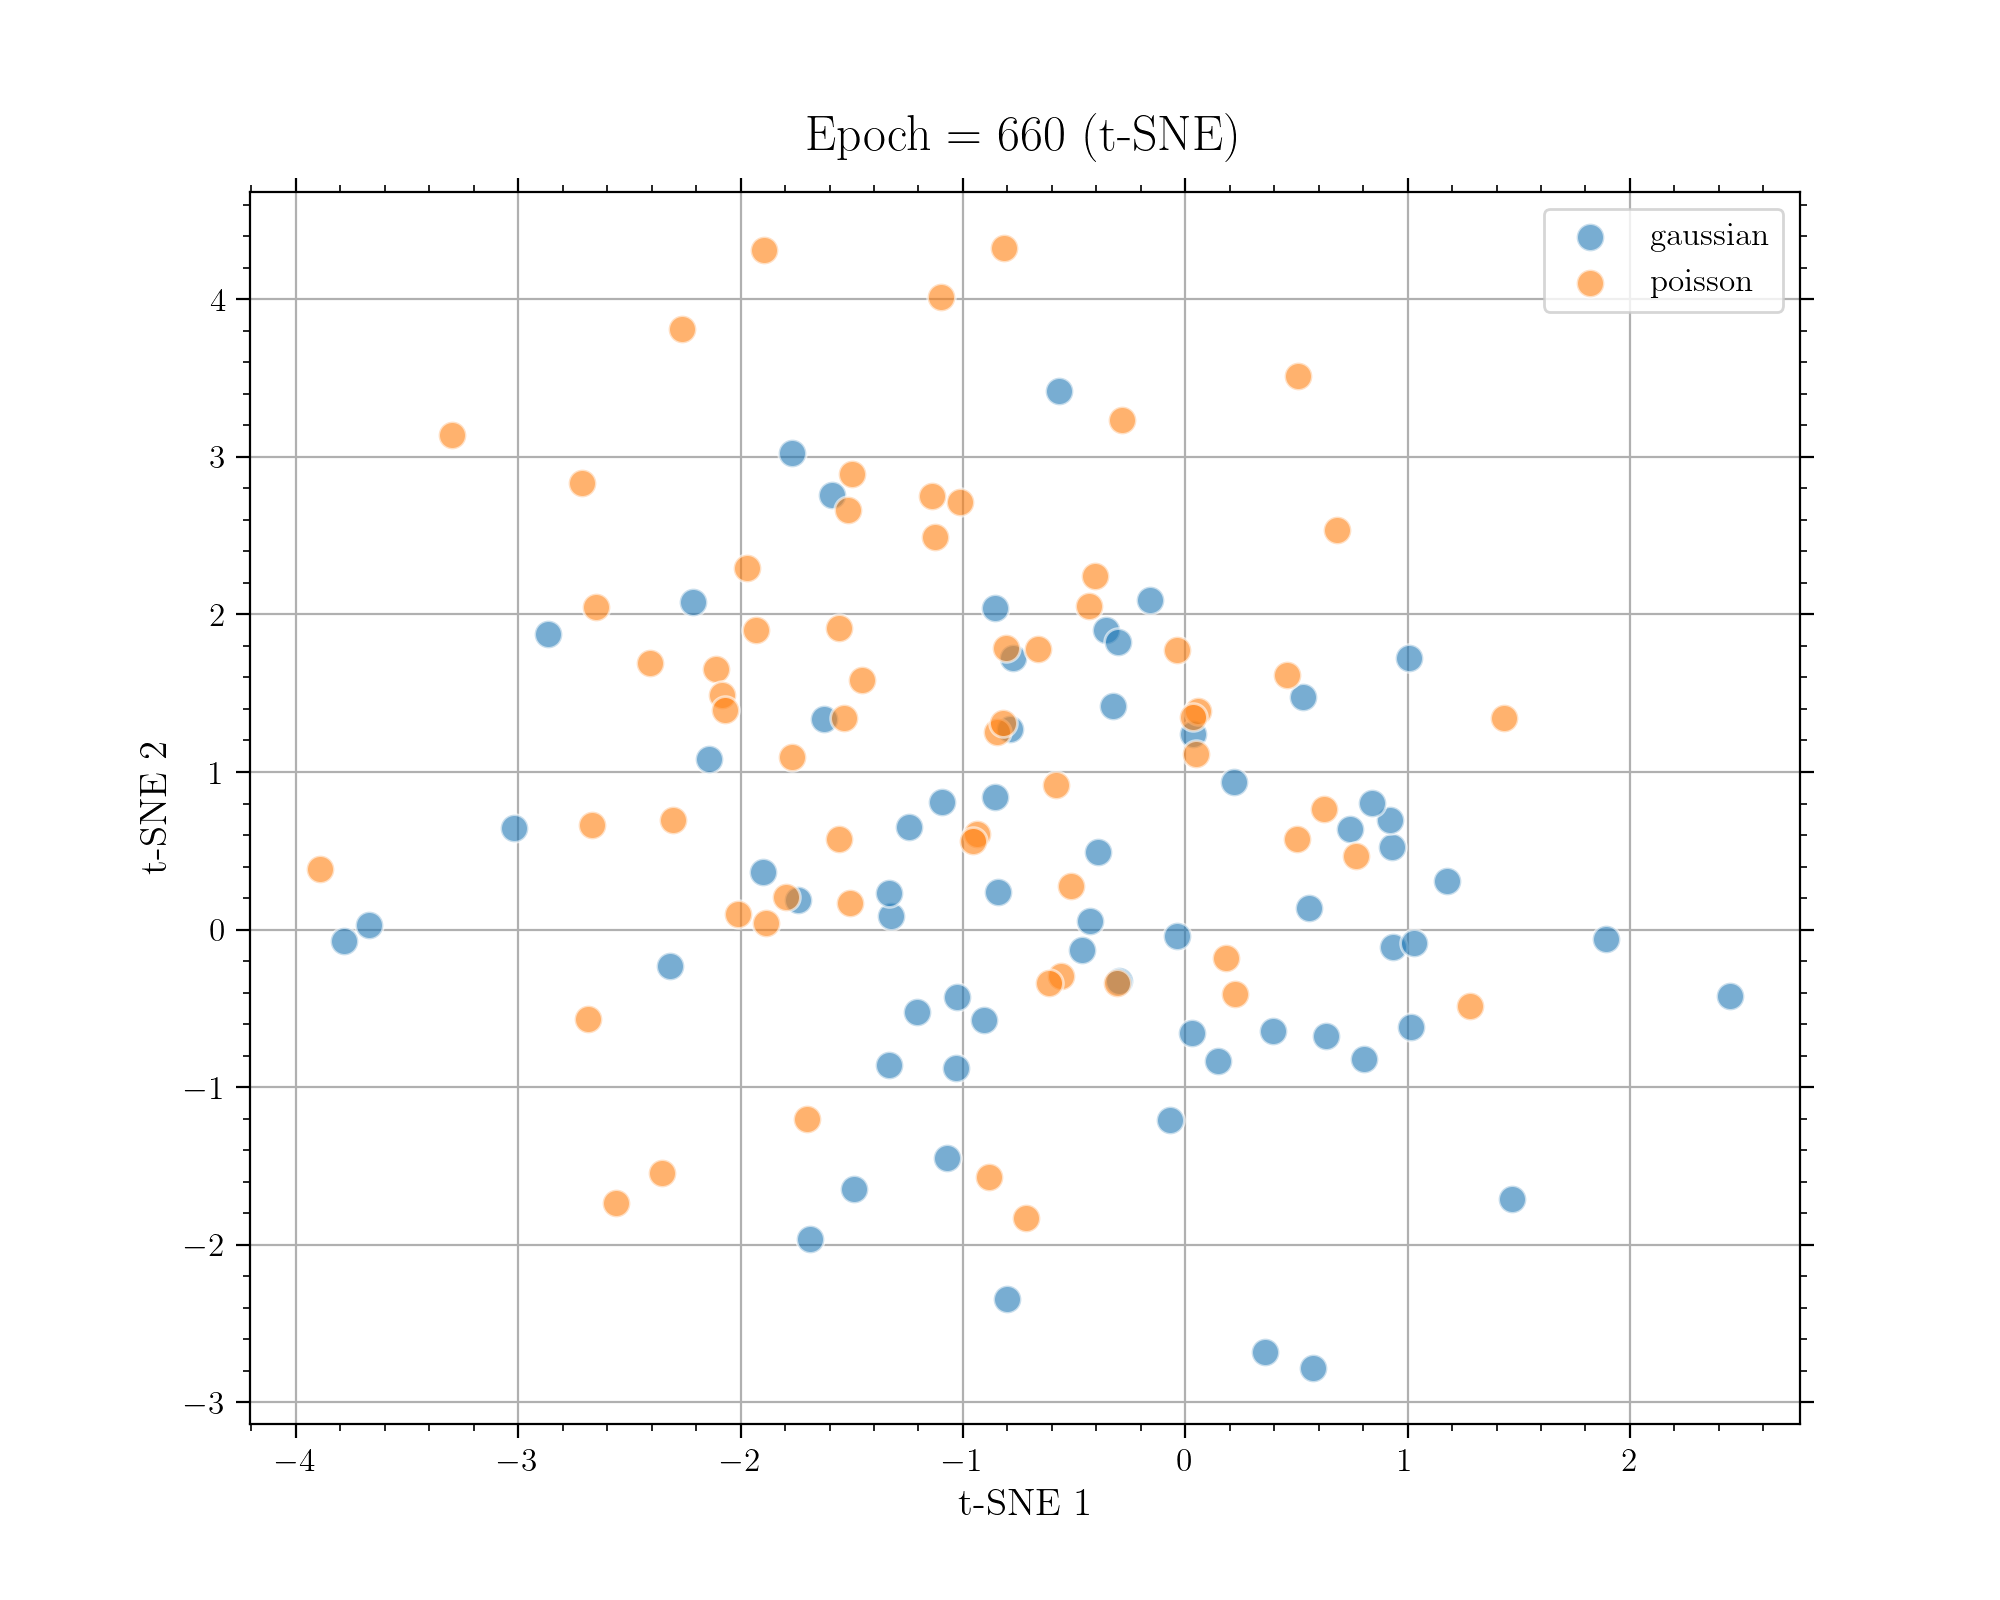 Epoch = 660 (t-SNE)
gaussian
poisson
t-SNE 2
4
3
2
1
0
−1
−2
−3
−4 −3 −2 −1 0 1 2
t-SNE 1